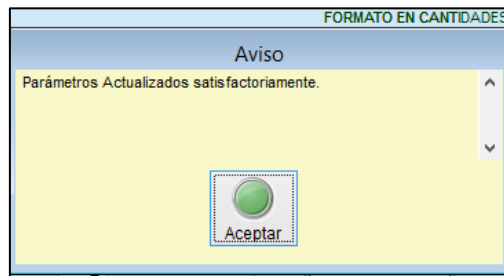 FORMATO EN CANTIDADES
Aviso
Parámetros Actualizados satisfactoriamente.
Aceptar